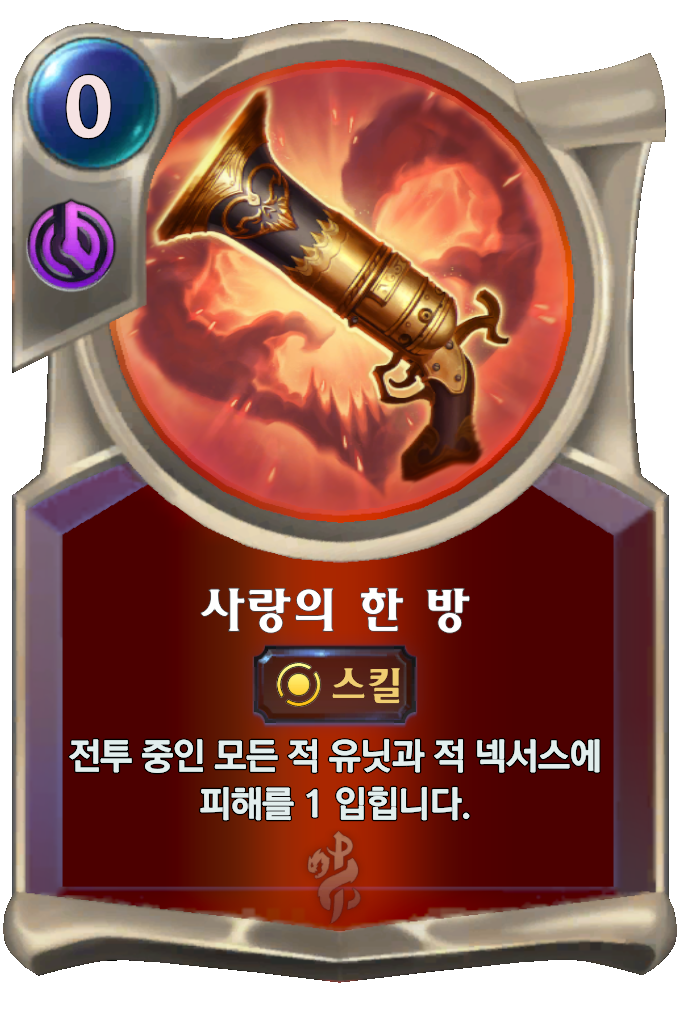 0
사랑의 한 방
스킬
전투 중인 모든 적 유닛과 적 넥서스에
피해를 1 입힙니다.